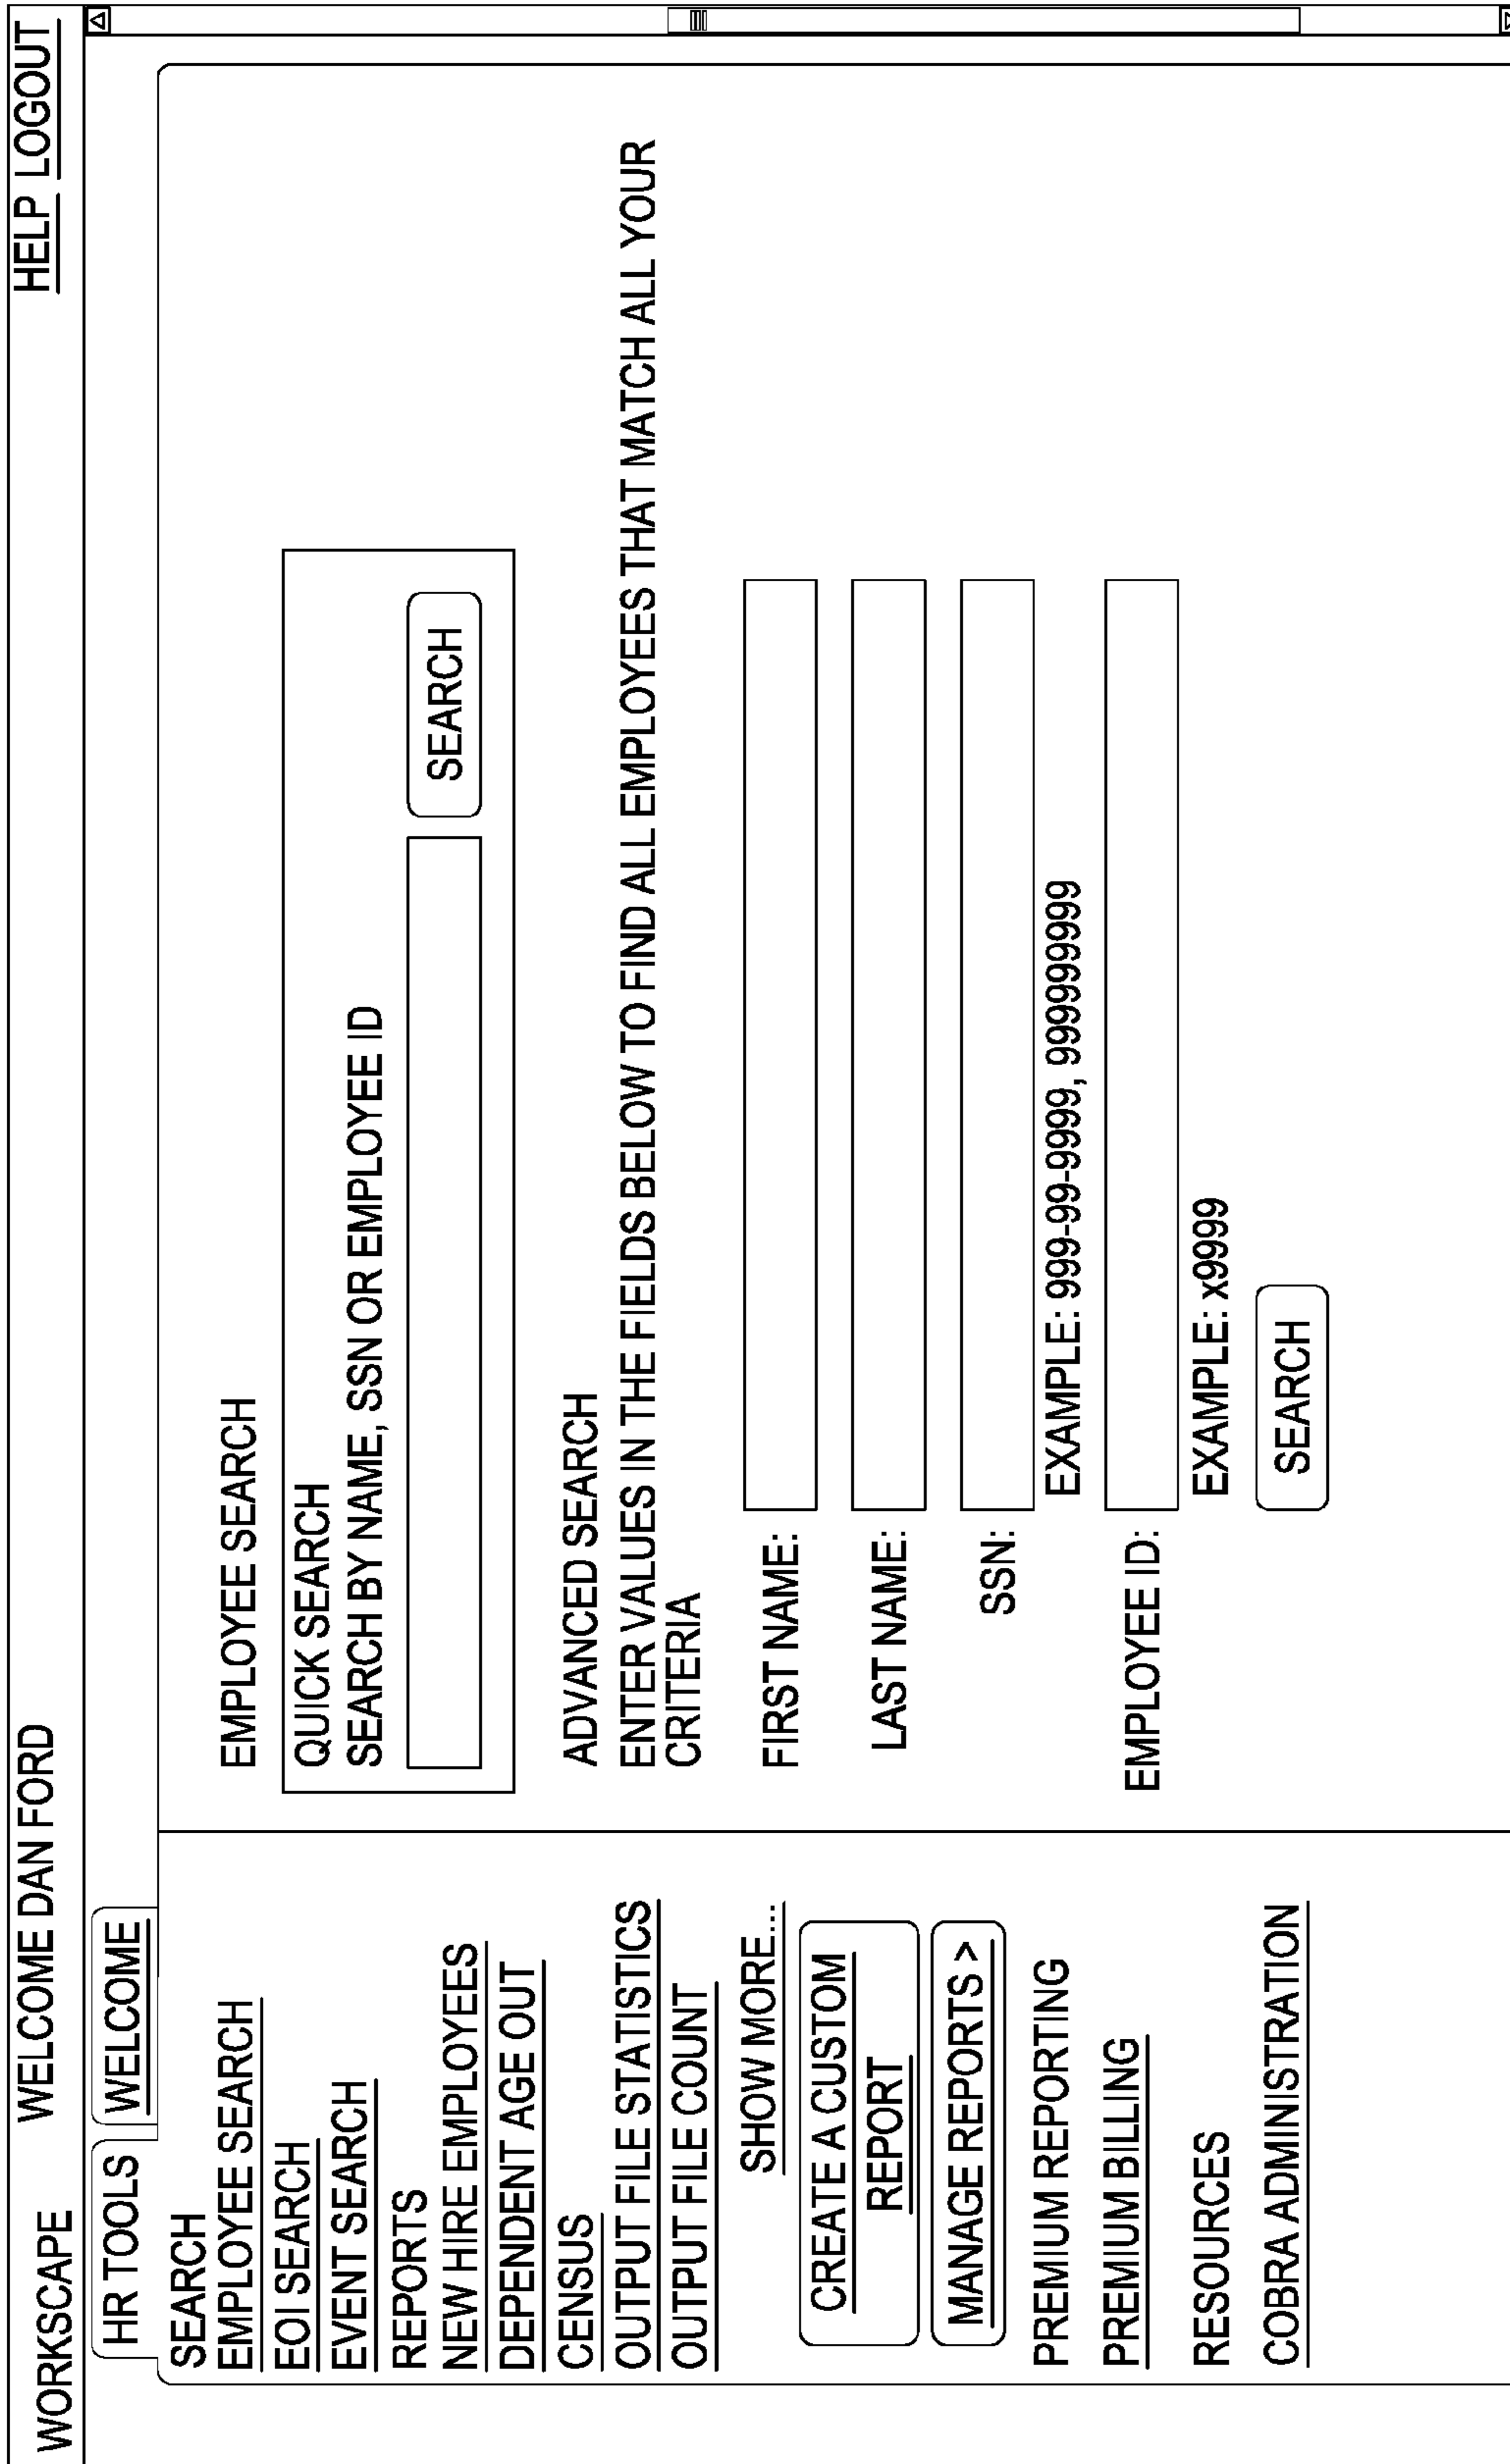 WORKSCAPE WELCOME DAN FORD HELP LOGOUT
HR TOOLS WELCOME
SEARCH
EMPLOYEE SEARCH
EOI SEARCH
EVENT SEARCH
REPORTS
NEW HIRE EMPLOYEES
DEPENDENT AGE OUT
CENSUS
OUTPUT FILE STATISTICS
OUTPUT FILE COUNT
SHOW MORE...
CREATE A CUSTOM
REPORT
MANAGE REPORTS >
PREMIUM REPORTING
PREMIUM BILLING
RESOURCES
COBRA ADMINISTRATION
EMPLOYEE SEARCH
QUICK SEARCH
SEARCH BY NAME, SSN OR EMPLOYEE ID
SEARCH
ADVANCED SEARCH
ENTER VALUES IN THE FIELDS BELOW TO FIND ALL EMPLOYEES THAT MATCH ALL YOUR
CRITERIA
FIRST NAME:
LAST NAME:
SSN:
EXAMPLE: 999-99-9999, 999999999
EMPLOYEE ID:
EXAMPLE: x9999
SEARCH